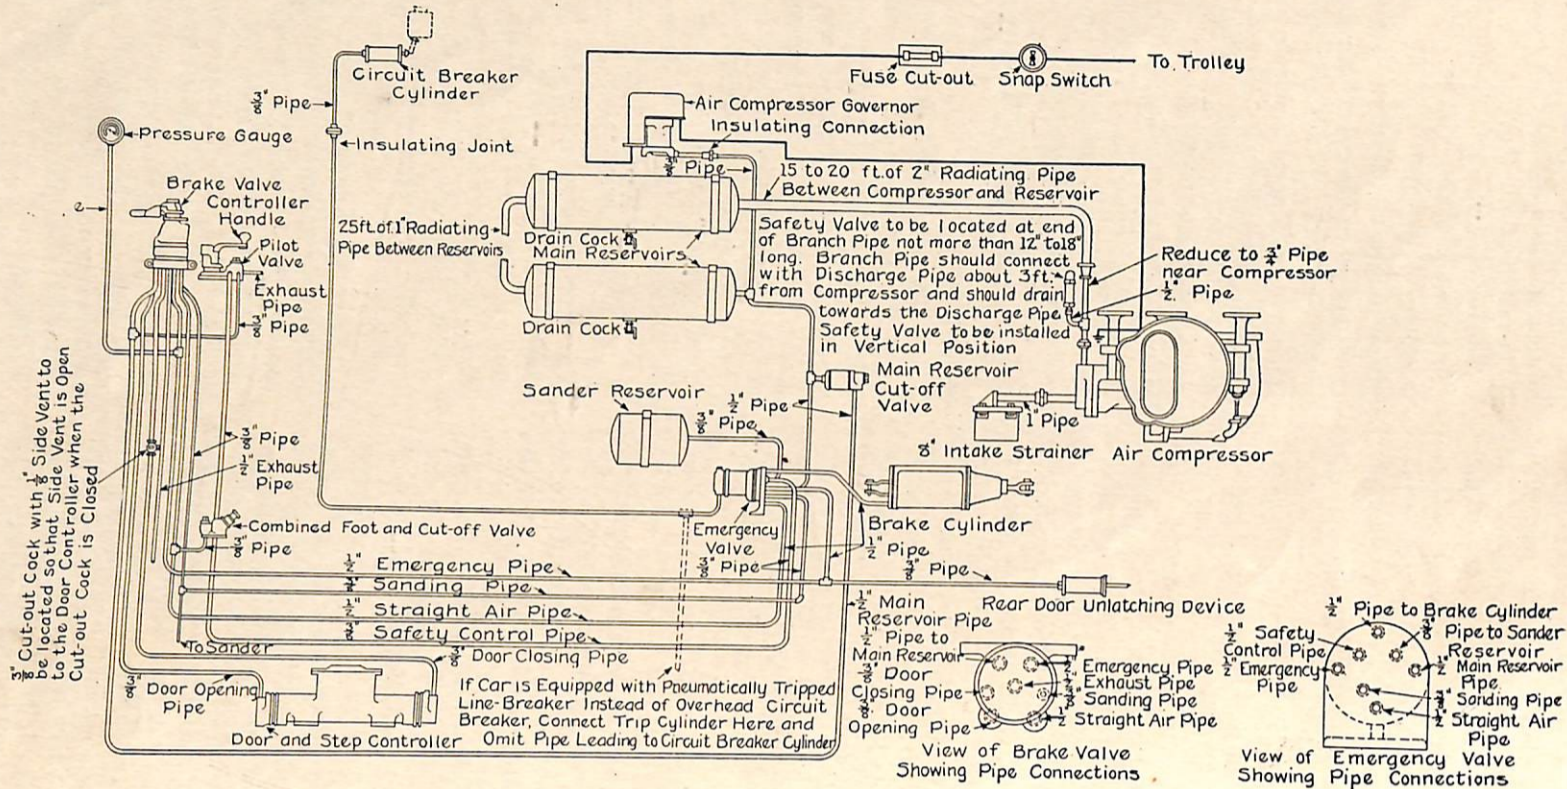 Circuit Breaker
Cylinder
3/8" Pipe
Insulating Joint
Pressure Gauge
Fuse Cut-out
Snap Switch
To Trolley
Air Compressor Governor
Insulating Connection
3/8"
Pipe
15 to 20 ft. of 2" Radiating Pipe
Between Compressor and Reservoir
Brake Valve
Controller
Handle
Pilot
Valve
Exhaust
Pipe
3/8" Pipe
25 ft. of 1" Radiating
Pipe Between Reservoirs
Drain Cock
Main Reservoirs
Drain Cock
Safety Valve to be located at end
of Branch Pipe not more than 12" to 18"
long. Branch Pipe should connect
with Discharge Pipe about 3 ft.
from Compressor and should drain
towards the Discharge Pipe
Safety Valve to be installed
in Vertical Position
Reduce to 3/4" Pipe
near Compressor
1/2" Pipe
Main Reservoir
Cut-off
Valve
1" Pipe
8" Intake Strainer
Air Compressor
Sander Reservoir
1/2" Pipe
3/8" Pipe
3/8" Cut-out Cock with 1/8" Side Vent to
be located so that Side Vent is Open
to the Door Controller when the
Cut-out Cock is Closed
3/8" Pipe
1/2" Exhaust
Pipe
Combined Foot and Cut-off Valve
3/8" Pipe
Emergency
Valve
3/8" Pipe
Brake Cylinder
1/2" Pipe
1/2" Emergency Pipe
Sanding Pipe
1/2" Straight Air Pipe
3/8" Safety Control Pipe
3/8" Pipe
Rear Door Unlatching Device
To Sander
3/8" Door Closing Pipe
3/8" Door Opening
Pipe
Door and Step Controller
If Car is Equipped with Pneumatically Tripped
Line-Breaker Instead of Overhead Circuit
Breaker, Connect Trip Cylinder Here and
Omit Pipe Leading to Circuit Breaker Cylinder
1/2" Main
Reservoir Pipe
1/2" Pipe to
Main Reservoir
3/8" Door
Closing Pipe
3/8" Door
Opening Pipe
1/2" Emergency Pipe
1/2" Exhaust Pipe
3/8" Sanding Pipe
1/2" Straight Air Pipe
View of Brake Valve
Showing Pipe Connections
1/2" Pipe to Brake Cylinder
1/2" Safety
Control Pipe
1/2" Emergency
Pipe
3/8" Pipe to Sander
Reservoir
1/2" Main Reservoir
Pipe
3/8" Sanding Pipe
1/2" Straight Air
Pipe
View of Emergency Valve
Showing Pipe Connections